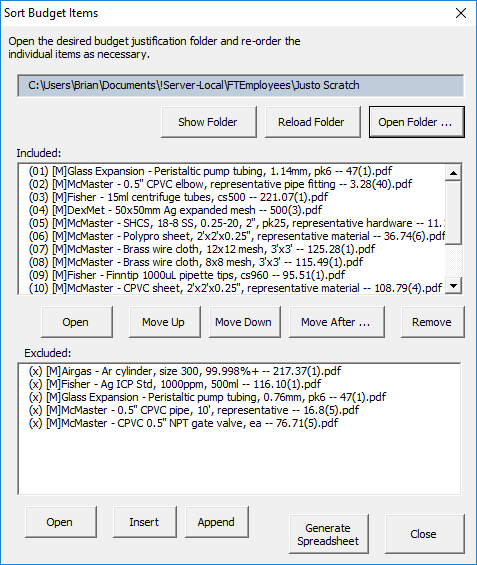 Sort Budget Items
Open the desired budget justification folder and re-order the
individual items as necessary.
C:\Users\Brian\Documents\!Server-Local\FTEmployees\Justo Scratch
Show Folder
Reload Folder
Open Folder ...
Included:
(01) [M]Glass Expansion - Peristaltic pump tubing, 1.14mm, pk6 -- 47(1).pdf
(02) [M]McMaster - 0.5" CPVC elbow, representative pipe fitting -- 3.28(40).pdf
(03) [M]Fisher - 15ml centrifuge tubes, cs500 -- 221.07(1).pdf
(04) [M]DexMet - 50x50mm Ag expanded mesh -- 500(3).pdf
(05) [M]McMaster - SHCS, 18-8 SS, 0.25-20, 2", pk25, representative hardware -- 11.
(06) [M]McMaster - Polypro sheet, 2'x2'x0.25", representative material -- 36.74(6).pdf
(07) [M]McMaster - Brass wire cloth, 12x12 mesh, 3'x3' -- 125.28(1).pdf
(08) [M]McMaster - Brass wire cloth, 8x8 mesh, 3'x3' -- 115.49(1).pdf
(09) [M]Fisher - Finntip 1000uL pipette tips, cs960 -- 95.51(1).pdf
(10) [M]McMaster - CPVC sheet, 2'x2'x0.25", representative material -- 108.79(4).pdf
Open
Move Up
Move Down
Move After ...
Remove
Excluded:
(x) [M]Airgas - Ar cylinder, size 300, 99.998%+ -- 217.37(1).pdf
(x) [M]Fisher - Ag ICP Std, 1000ppm, 500ml -- 116.10(1).pdf
(x) [M]Glass Expansion - Peristaltic pump tubing, 0.76mm, pk6 -- 47(1).pdf
(x) [M]McMaster - 0.5" CPVC pipe, 10', representative -- 16.8(5).pdf
(x) [M]McMaster - CPVC 0.5" NPT gate valve, ea -- 76.71(5).pdf
Open
Insert
Append
Generate
Spreadsheet
Close